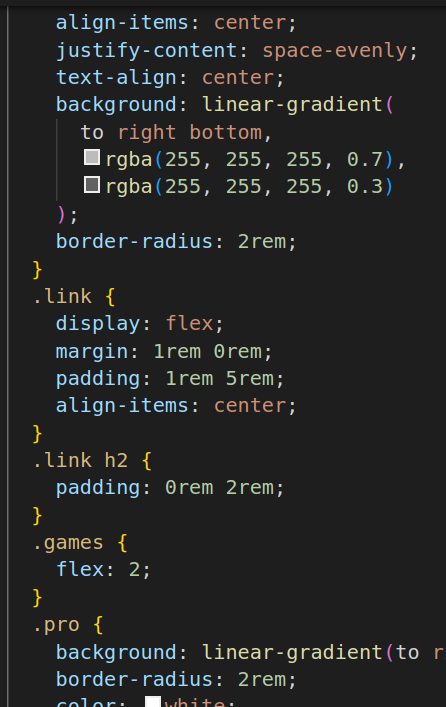 align-items: center;
justify-content: space-evenly;
text-align: center;
background: linear-gradient(
to right bottom,
rgba(255, 255, 255, 0.7),
rgba(255, 255, 255, 0.3)
);
border-radius: 2rem;
}
.link {
display: flex;
margin: 1rem 0rem;
padding: 1rem 5rem;
align-items: center;
}
.link h2 {
padding: 0rem 2rem;
}
.games {
flex: 2;
}
.pro {
background: linear-gradient(to r
border-radius: 2rem;
color: white;